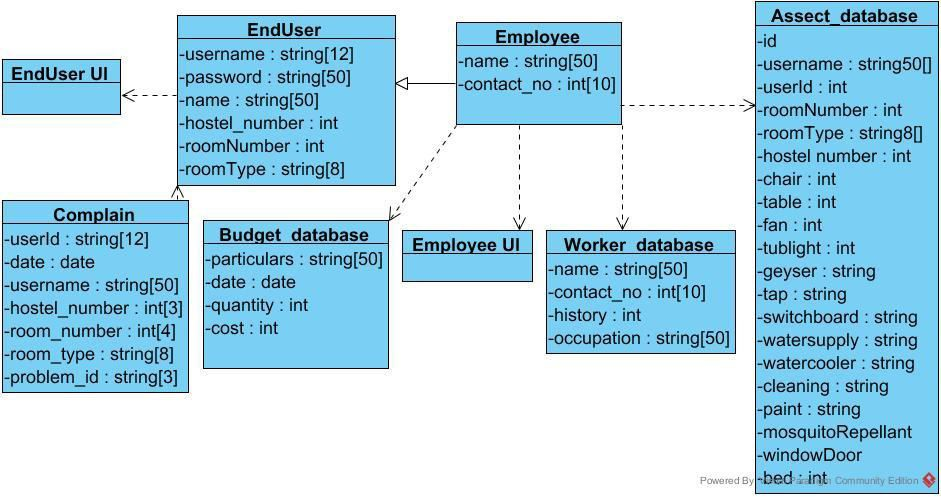 EndUser UI
EndUser
-username : string[12]
-password : string[50]
-name : string[50]
-hostel_number : int
-roomNumber : int
-roomType : string[8]
Employee
-name : string[50]
-contact_no : int[10]
Assect_database
-id
-username : string50[]
-userId : int
-roomNumber : int
-roomType : string8[]
-hostel number : int
-chair : int
-table : int
-fan : int
-tublight : int
-geyser : string
-tap : string
-switchboard : string
-watersupply : string
-watercooler : string
-cleaning : string
-paint : string
-mosquitoRepellant
-windowDoor
-bed : int
Complain
-userId : string[12]
-date : date
-username : string[50]
-hostel_number : int[3]
-room_number : int[4]
-room_type : string[8]
-problem_id : string[3]
Budget_database
-particulars : string[50]
-date : date
-quantity : int
-cost : int
Employee UI
Worker_database
-name : string[50]
-contact_no : int[10]
-history : int
-occupation : string[50]
Powered By Visual Paradigm Community Edition